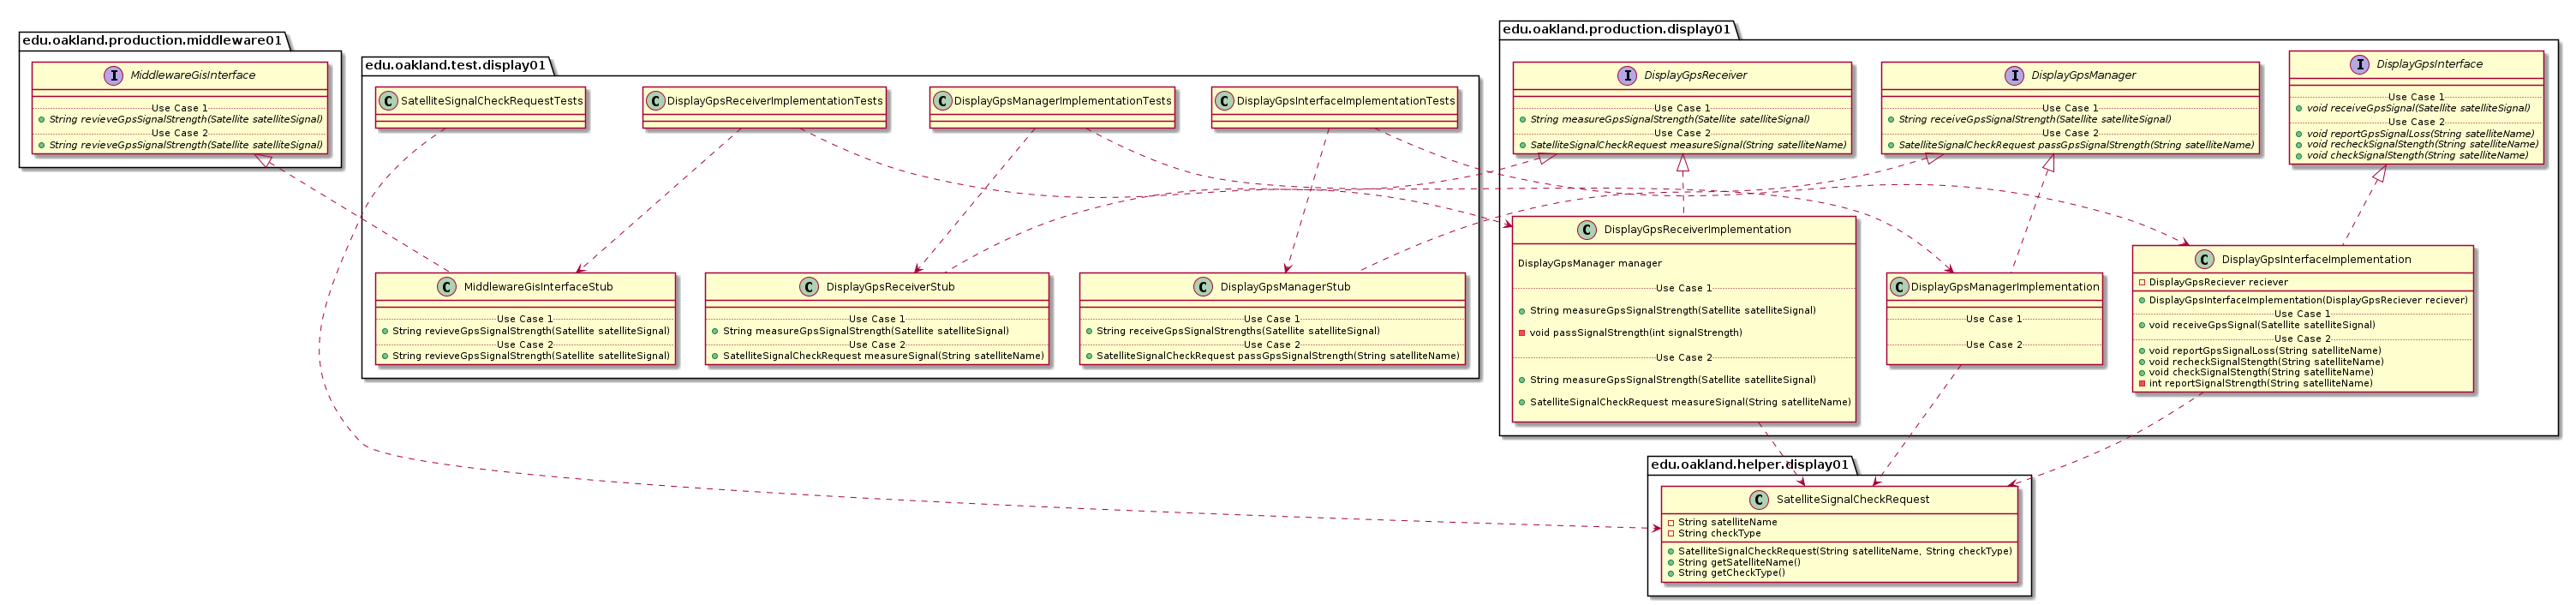 edu.oakland.production.middleware01
I MiddlewareGisInterface
Use Case 1
String revieveGpsSignalStrength(Satellite satelliteSignal)
Use Case 2
String revieveGpsSignalStrength(Satellite satelliteSignal)
edu.oakland.test.display01
C SatelliteSignalCheckRequestTests
C DisplayGpsReceiverImplementationTests
C DisplayGpsManagerImplementationTests
C DisplayGpsInterfaceImplementationTests
C MiddlewareGisInterfaceStub
Use Case 1
String revieveGpsSignalStrength(Satellite satelliteSignal)
Use Case 2
String revieveGpsSignalStrength(Satellite satelliteSignal)
C DisplayGpsReceiverStub
Use Case 1
String measureGpsSignalStrength(Satellite satelliteSignal)
Use Case 2
SatelliteSignalCheckRequest measureSignal(String satelliteName)
C DisplayGpsManagerStub
Use Case 1
String receiveGpsSignalStrengths(Satellite satelliteSignal)
Use Case 2
SatelliteSignalCheckRequest passGpsSignalStrength(String satelliteName)
edu.oakland.production.display01
I DisplayGpsReceiver
Use Case 1
String measureGpsSignalStrength(Satellite satelliteSignal)
Use Case 2
SatelliteSignalCheckRequest measureSignal(String satelliteName)
I DisplayGpsManager
Use Case 1
String receiveGpsSignalStrength(Satellite satelliteSignal)
Use Case 2
SatelliteSignalCheckRequest passGpsSignalStrength(String satelliteName)
I DisplayGpsInterface
Use Case 1
void receiveGpsSignal(Satellite satelliteSignal)
Use Case 2
void reportGpsSignalLoss(String satelliteName)
void recheckSignalStength(String satelliteName)
void checkSignalStength(String satelliteName)
C DisplayGpsReceiverImplementation
DisplayGpsManager manager
Use Case 1
String measureGpsSignalStrength(Satellite satelliteSignal)
void passSignalStrength(int signalStrength)
Use Case 2
String measureGpsSignalStrength(Satellite satelliteSignal)
SatelliteSignalCheckRequest measureSignal(String satelliteName)
C DisplayGpsManagerImplementation
Use Case 1
Use Case 2
C DisplayGpsInterfaceImplementation
DisplayGpsReciever reciever
DisplayGpsInterfaceImplementation(DisplayGpsReciever reciever)
Use Case 1
void receiveGpsSignal(Satellite satelliteSignal)
Use Case 2
void reportGpsSignalLoss(String satelliteName)
void recheckSignalStength(String satelliteName)
void checkSignalStength(String satelliteName)
int reportSignalStrength(String satelliteName)
edu.oakland.helper.display01
C SatelliteSignalCheckRequest
String satelliteName
String checkType
SatelliteSignalCheckRequest(String satelliteName, String checkType)
String getSatelliteName()
String getCheckType()